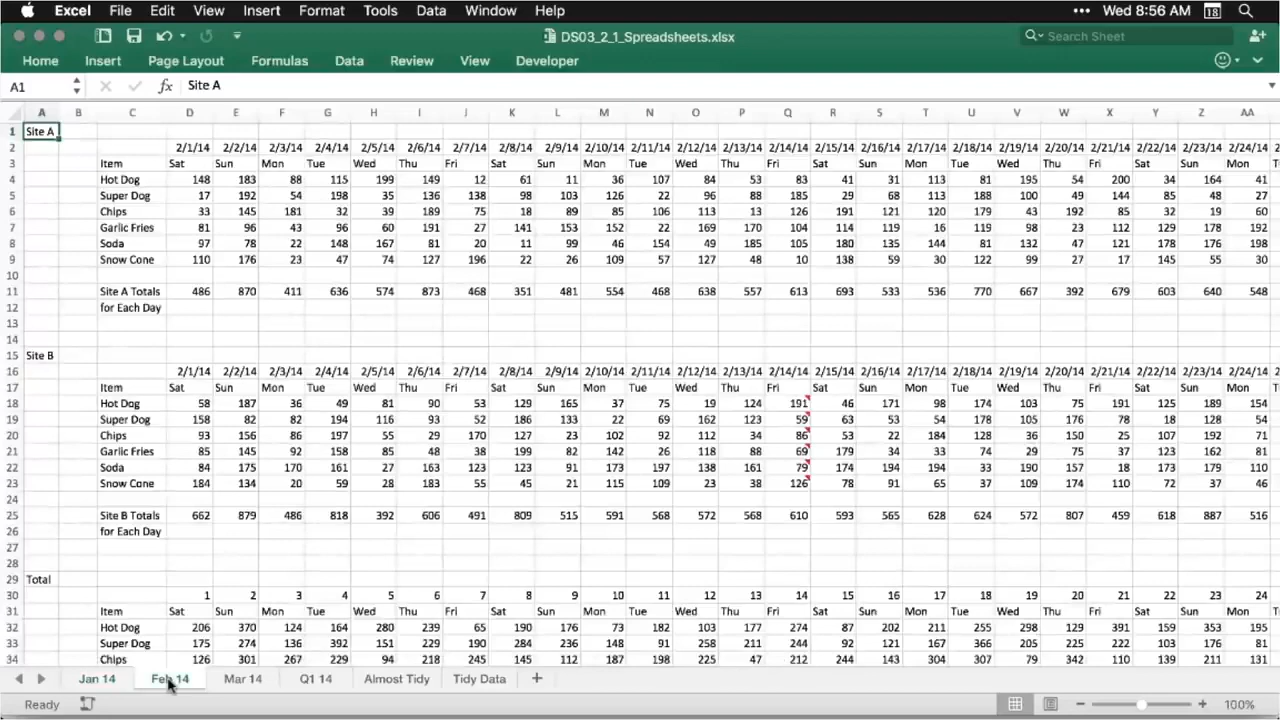 Excel File Edit View Insert Format Tools Data Window Help ••• Wed 8:56 AM 18
DS03_2_1_Spreadsheets.xlsx Search Sheet
Home Insert Page Layout Formulas Data Review View Developer
A1 fx Site A
A B C D E F G H I J K L M N O P Q R S T U V W X Y Z AA
1 Site A
2 2/1/14 2/2/14 2/3/14 2/4/14 2/5/14 2/6/14 2/7/14 2/8/14 2/9/14 2/10/14 2/11/14 2/12/14 2/13/14 2/14/14 2/15/14 2/16/14 2/17/14 2/18/14 2/19/14 2/20/14 2/21/14 2/22/14 2/23/14 2/24/14
3 Item Sat Sun Mon Tue Wed Thu Fri Sat Sun Mon Tue Wed Thu Fri Sat Sun Mon Tue Wed Thu Fri Sat Sun Mon
4 Hot Dog 148 183 88 115 199 149 12 61 11 36 107 84 53 83 41 31 113 81 195 54 200 34 164 41
5 Super Dog 17 192 54 198 35 136 138 98 103 126 22 96 88 185 29 68 113 188 100 49 144 85 48 27
6 Chips 33 145 181 32 39 189 75 18 89 85 106 113 13 126 191 121 120 179 43 192 85 32 19 60
7 Garlic Fries 81 96 43 96 60 191 27 141 153 152 22 169 170 104 114 119 16 119 98 23 112 129 178 192
8 Soda 97 78 22 148 167 81 20 11 99 46 154 49 185 105 180 135 144 81 132 47 121 178 176 198
9 Snow Cone 110 176 23 47 74 127 196 22 26 109 57 127 48 10 138 59 30 122 99 27 17 145 55 30
10
11 Site A Totals 486 870 411 636 574 873 468 351 481 554 468 638 557 613 693 533 536 770 667 392 679 603 640 548
12 for Each Day
13
14
15 Site B
16 2/1/14 2/2/14 2/3/14 2/4/14 2/5/14 2/6/14 2/7/14 2/8/14 2/9/14 2/10/14 2/11/14 2/12/14 2/13/14 2/14/14 2/15/14 2/16/14 2/17/14 2/18/14 2/19/14 2/20/14 2/21/14 2/22/14 2/23/14 2/24/14
17 Item Sat Sun Mon Tue Wed Thu Fri Sat Sun Mon Tue Wed Thu Fri Sat Sun Mon Tue Wed Thu Fri Sat Sun Mon
18 Hot Dog 58 187 36 49 81 90 53 129 165 37 75 19 124 191 46 171 98 174 103 75 191 125 189 154
19 Super Dog 158 82 82 194 116 93 52 186 133 22 69 162 123 59 63 53 54 178 105 176 78 18 128 54
20 Chips 93 156 86 197 55 29 170 127 23 102 92 112 34 86 53 22 184 128 36 150 25 107 192 71
21 Garlic Fries 85 145 92 158 85 48 38 199 82 142 26 118 88 69 179 34 33 74 29 75 37 123 162 81
22 Soda 84 175 170 161 27 163 123 123 91 173 197 138 161 79 174 194 194 33 190 157 18 173 179 110
23 Snow Cone 184 134 20 59 28 183 55 45 21 115 109 23 38 126 78 91 65 37 109 174 110 72 37 46
24
25 Site B Totals 662 879 486 818 392 606 491 809 515 591 568 572 568 610 593 565 628 624 572 807 459 618 887 516
26 for Each Day
27
28
29 Total
30 1 2 3 4 5 6 7 8 9 10 11 12 13 14 15 16 17 18 19 20 21 22 23 24
31 Item Sat Sun Mon Tue Wed Thu Fri Sat Sun Mon Tue Wed Thu Fri Sat Sun Mon Tue Wed Thu Fri Sat Sun Mon
32 Hot Dog 206 370 124 164 280 239 65 190 176 73 182 103 177 274 87 202 211 255 298 129 391 159 353 195
33 Super Dog 175 274 136 392 151 229 190 284 236 148 91 258 211 244 92 121 167 366 205 225 222 103 176 81
34 Chips 126 301 267 229 94 218 245 145 112 187 198 225 47 212 244 143 304 307 79 342 110 139 211 131
Jan 14 Feb 14 Mar 14 Q1 14 Almost Tidy Tidy Data +
Ready 100%